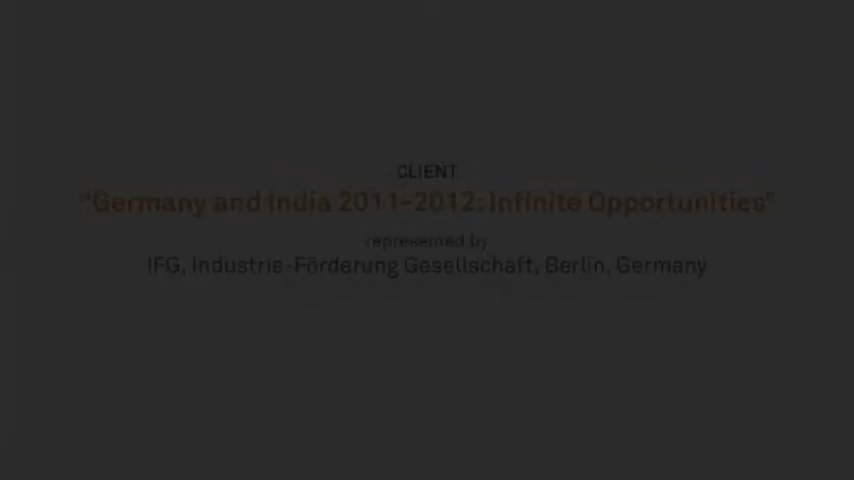 CLIENT
"Germany and India 2011-2012: Infinite Opportunities"
represented by
IFG, Industrie-Förderung Gesellschaft, Berlin, Germany